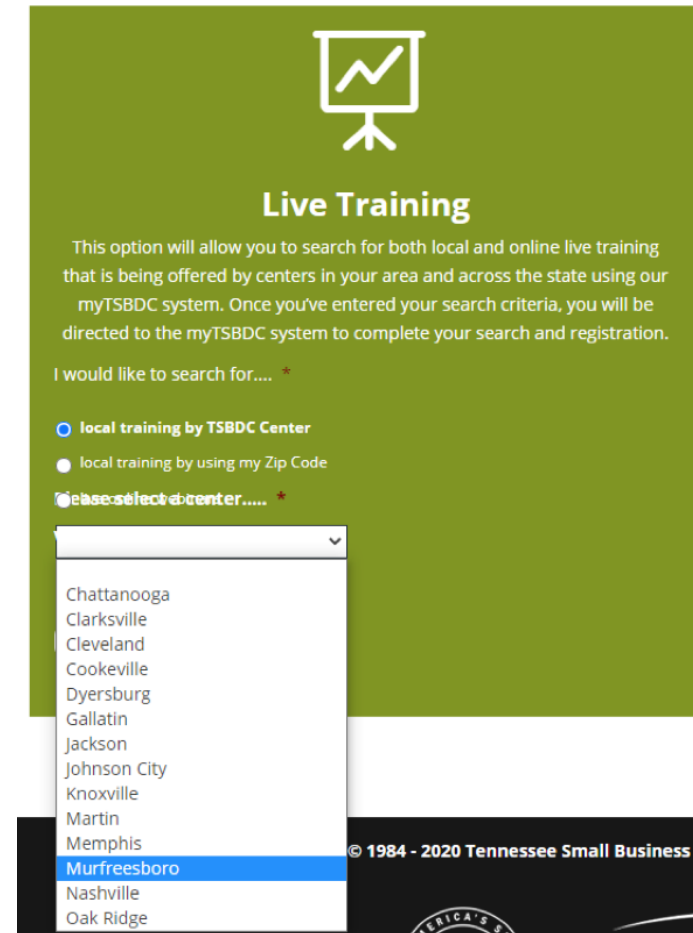 Live Training
This option will allow you to search for both local and online live training
that is being offered by centers in your area and across the state using our
myTSBDC system. Once you've entered your search criteria, you will be
directed to the myTSBDC system to complete your search and registration.
I would like to search for.... *
local training by TSBDC Center
local training by using my Zip Code
Please select a center..... *
Chattanooga
Clarksville
Cleveland
Cookeville
Dyersburg
Gallatin
Jackson
Johnson City
Knoxville
Martin
Memphis
Murfreesboro
Nashville
Oak Ridge
© 1984 - 2020 Tennessee Small Business